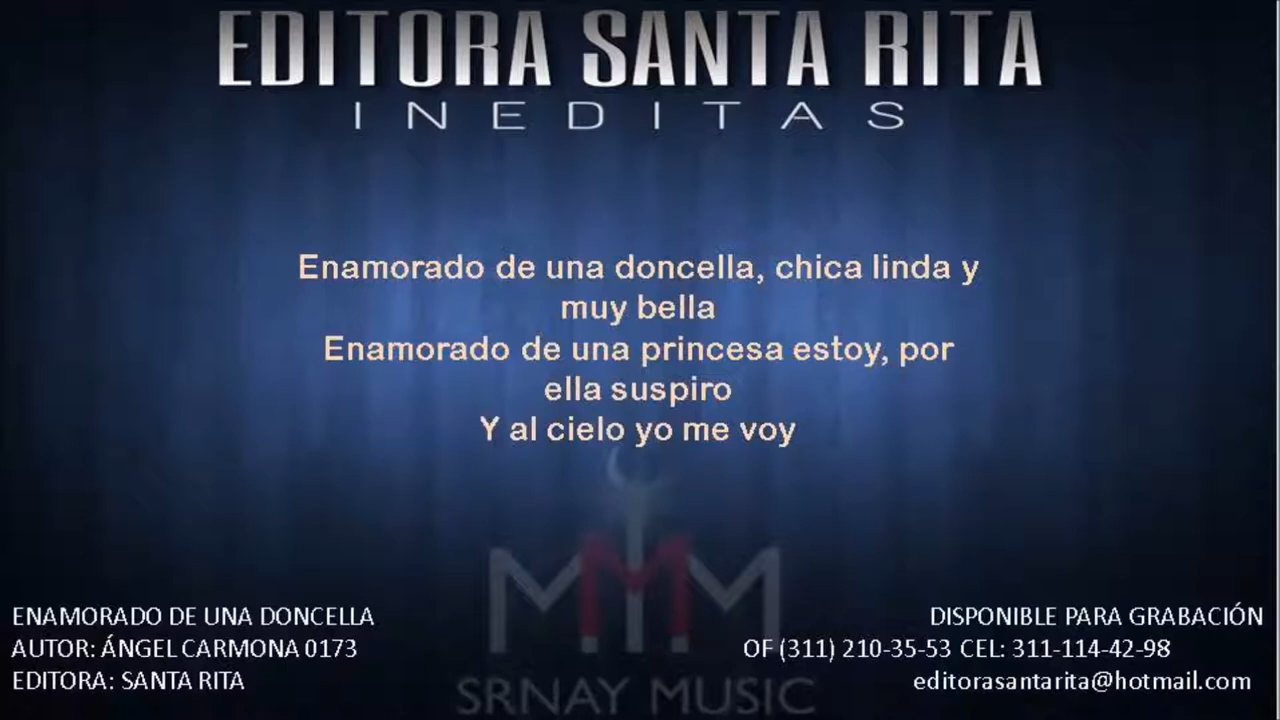 EDITORA SANTA RITA
INEDITAS
Enamorado de una doncella, chica linda y
muy bella
Enamorado de una princesa estoy, por
ella suspiro
Y al cielo yo me voy
MMM
SRNAY MUSIC
ENAMORADO DE UNA DONCELLA
AUTOR: ÁNGEL CARMONA 0173
EDITORA: SANTA RITA
DISPONIBLE PARA GRABACIÓN
OF (311) 210-35-53 CEL: 311-114-42-98
editorasantarita@hotmail.com